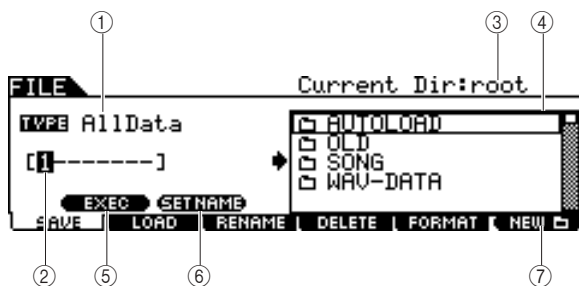 ① ③ ④
FILE Current Dir:root
TYPE AllData
[1-------]
AUTOLOAD
OLD
SONG
WAV-DATA
EXEC SETNAME
SAVE LOAD RENAME DELETE FORMAT NEW
② ⑤ ⑥ ⑦